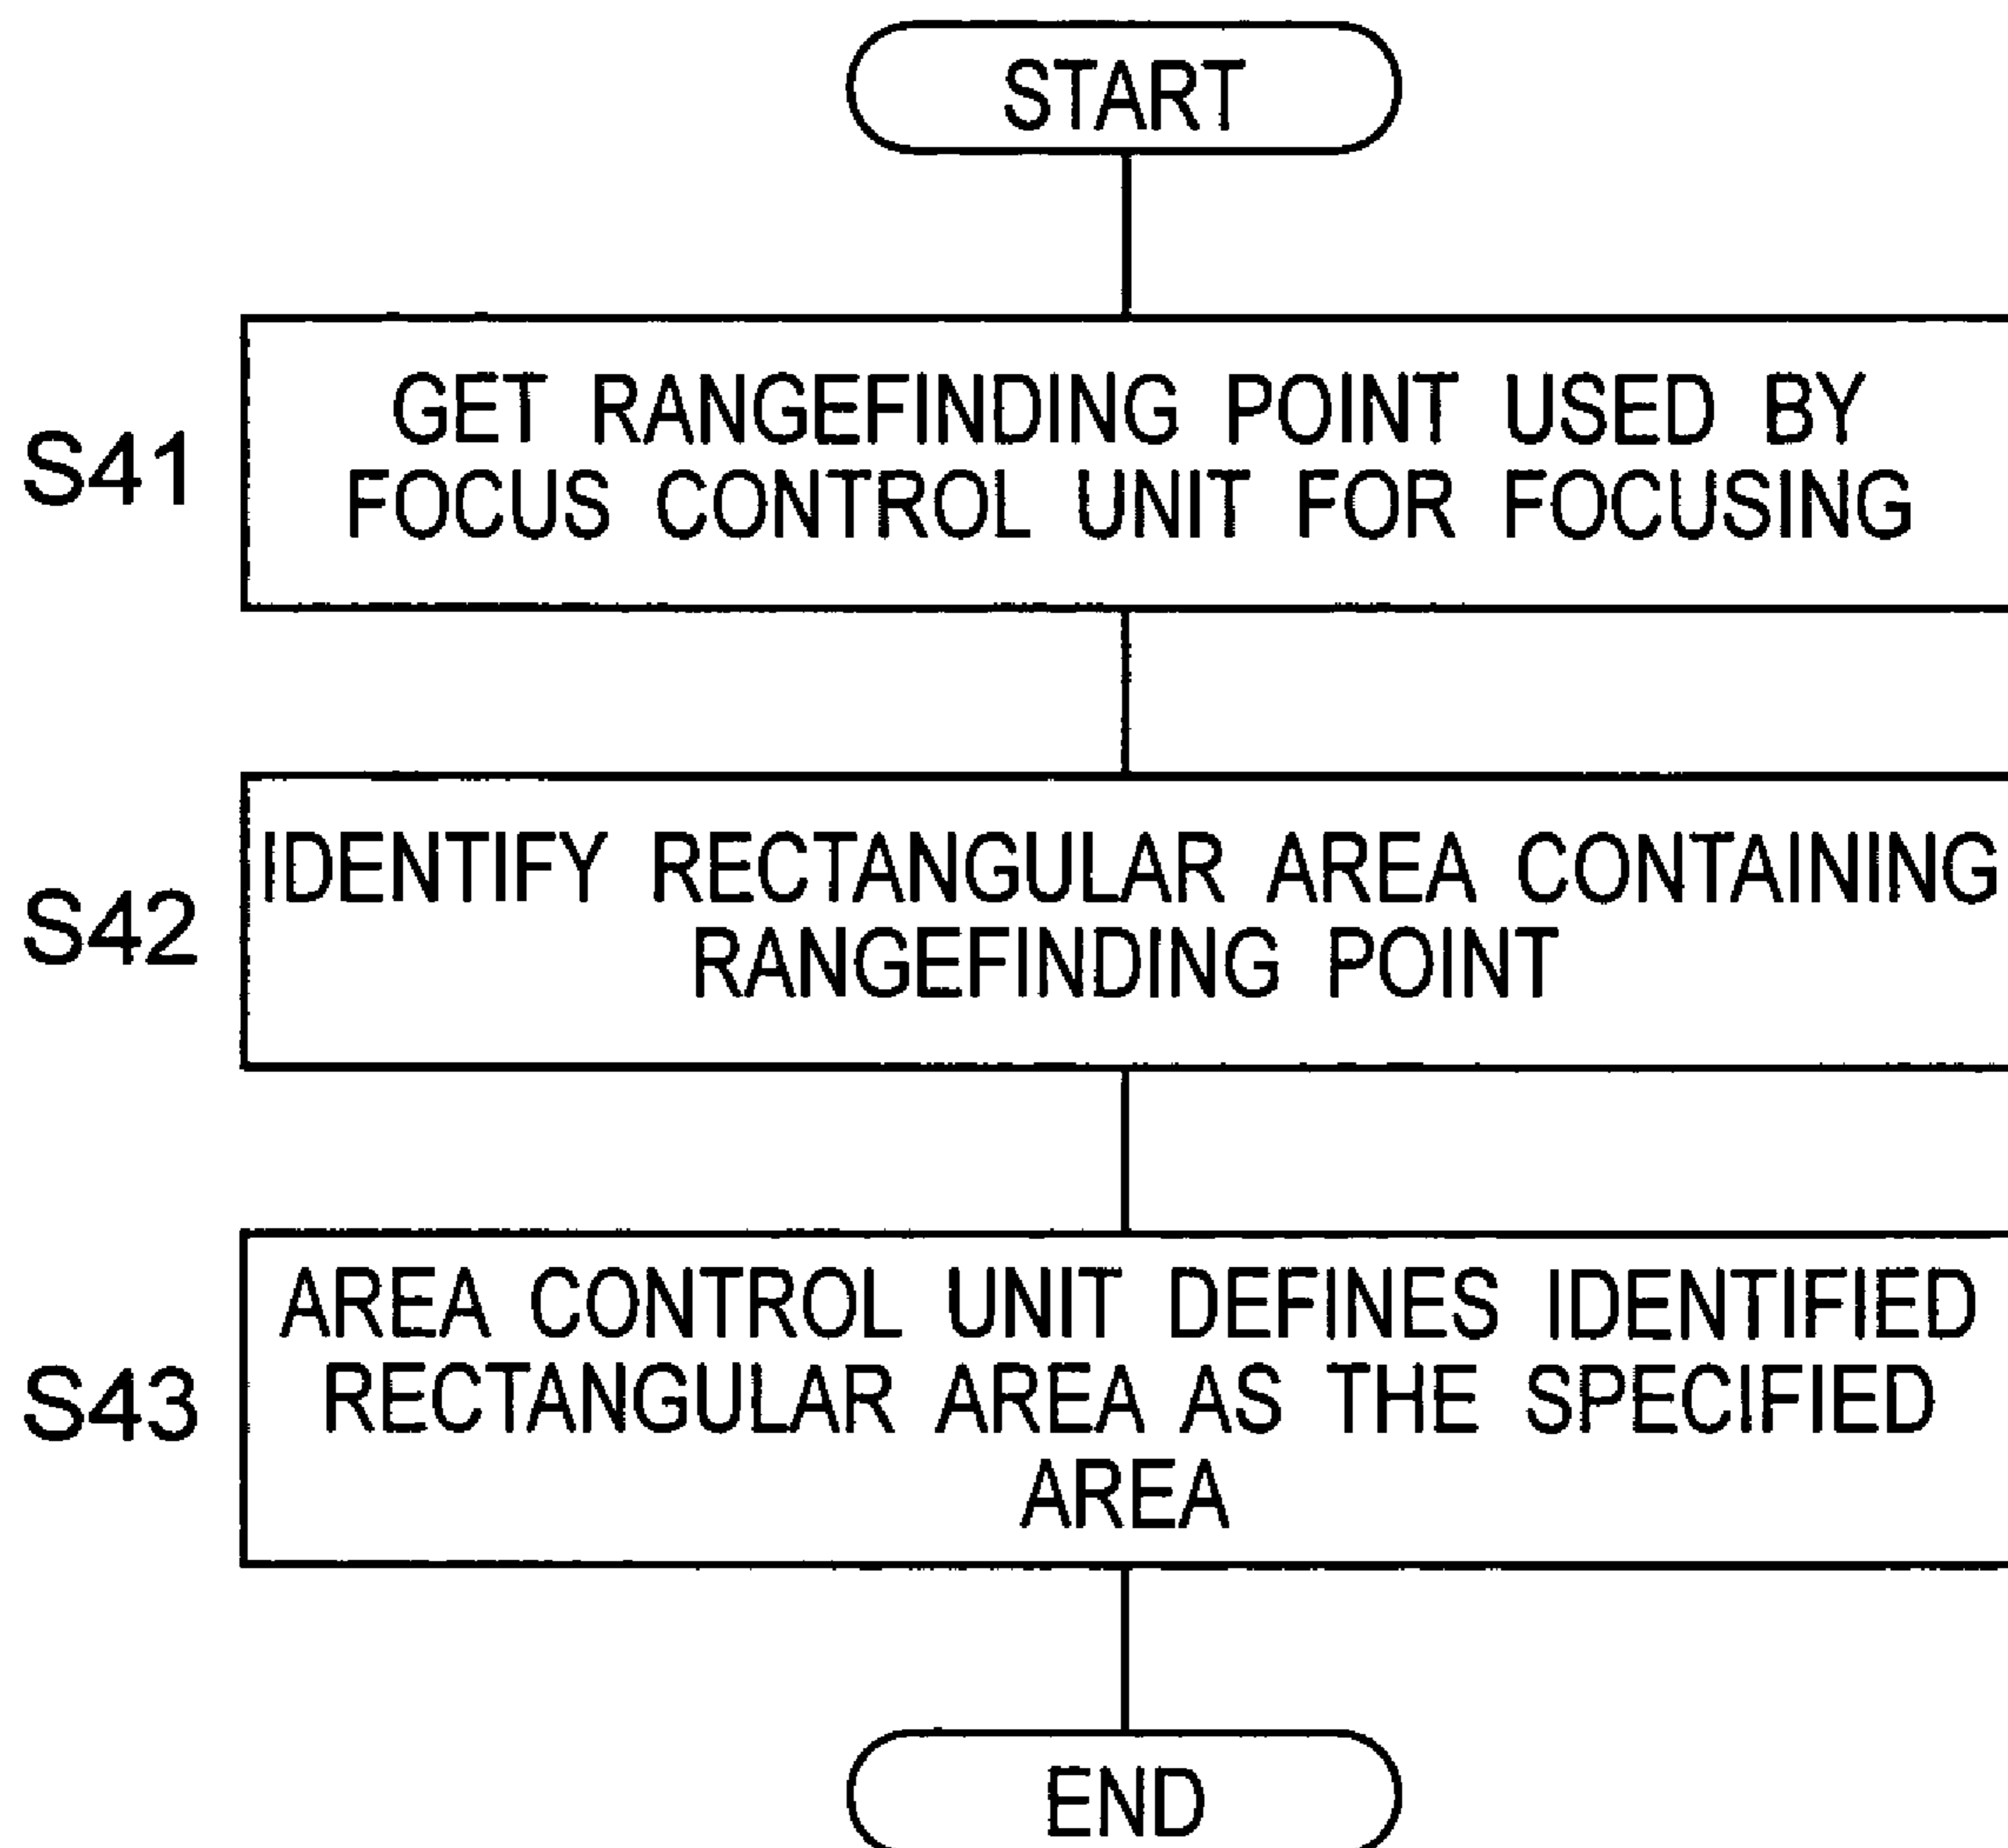 START
S41
GET RANGEFINDING POINT USED BY
FOCUS CONTROL UNIT FOR FOCUSING
S42
IDENTIFY RECTANGULAR AREA CONTAINING
RANGEFINDING POINT
S43
AREA CONTROL UNIT DEFINES IDENTIFIED
RECTANGULAR AREA AS THE SPECIFIED
AREA
END